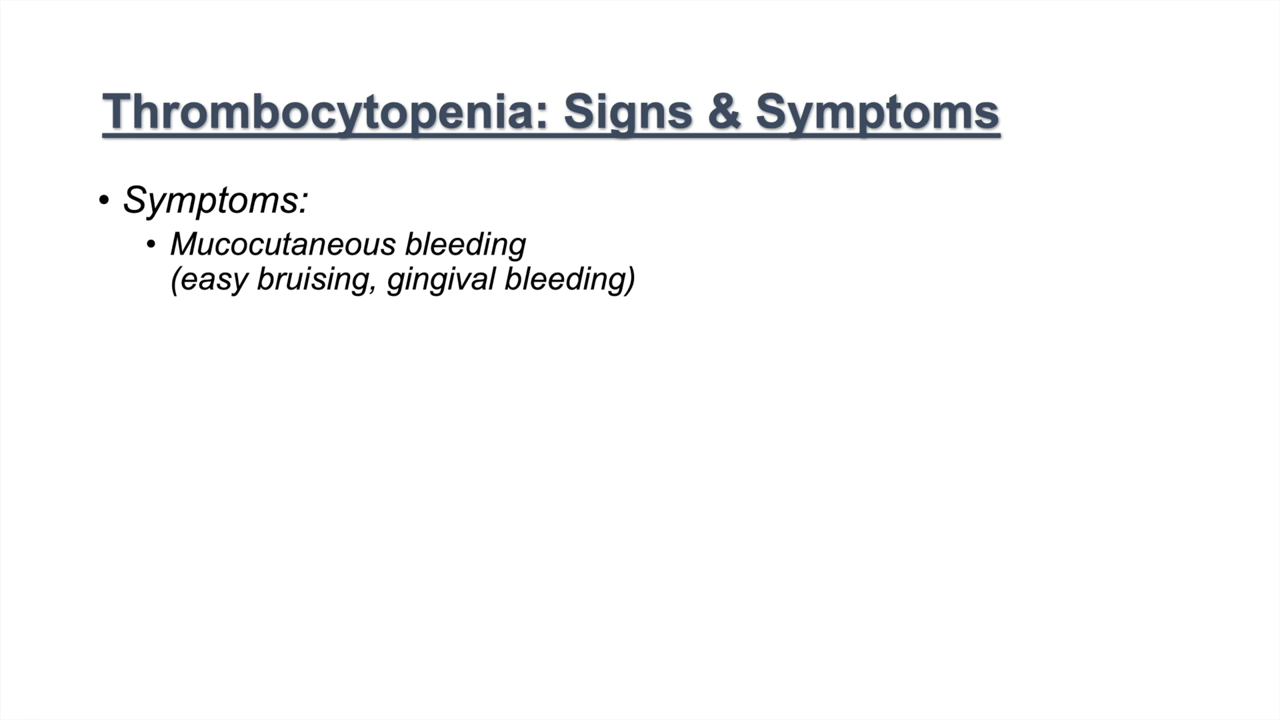 Thrombocytopenia: Signs & Symptoms
• Symptoms:
• Mucocutaneous bleeding
(easy bruising, gingival bleeding)